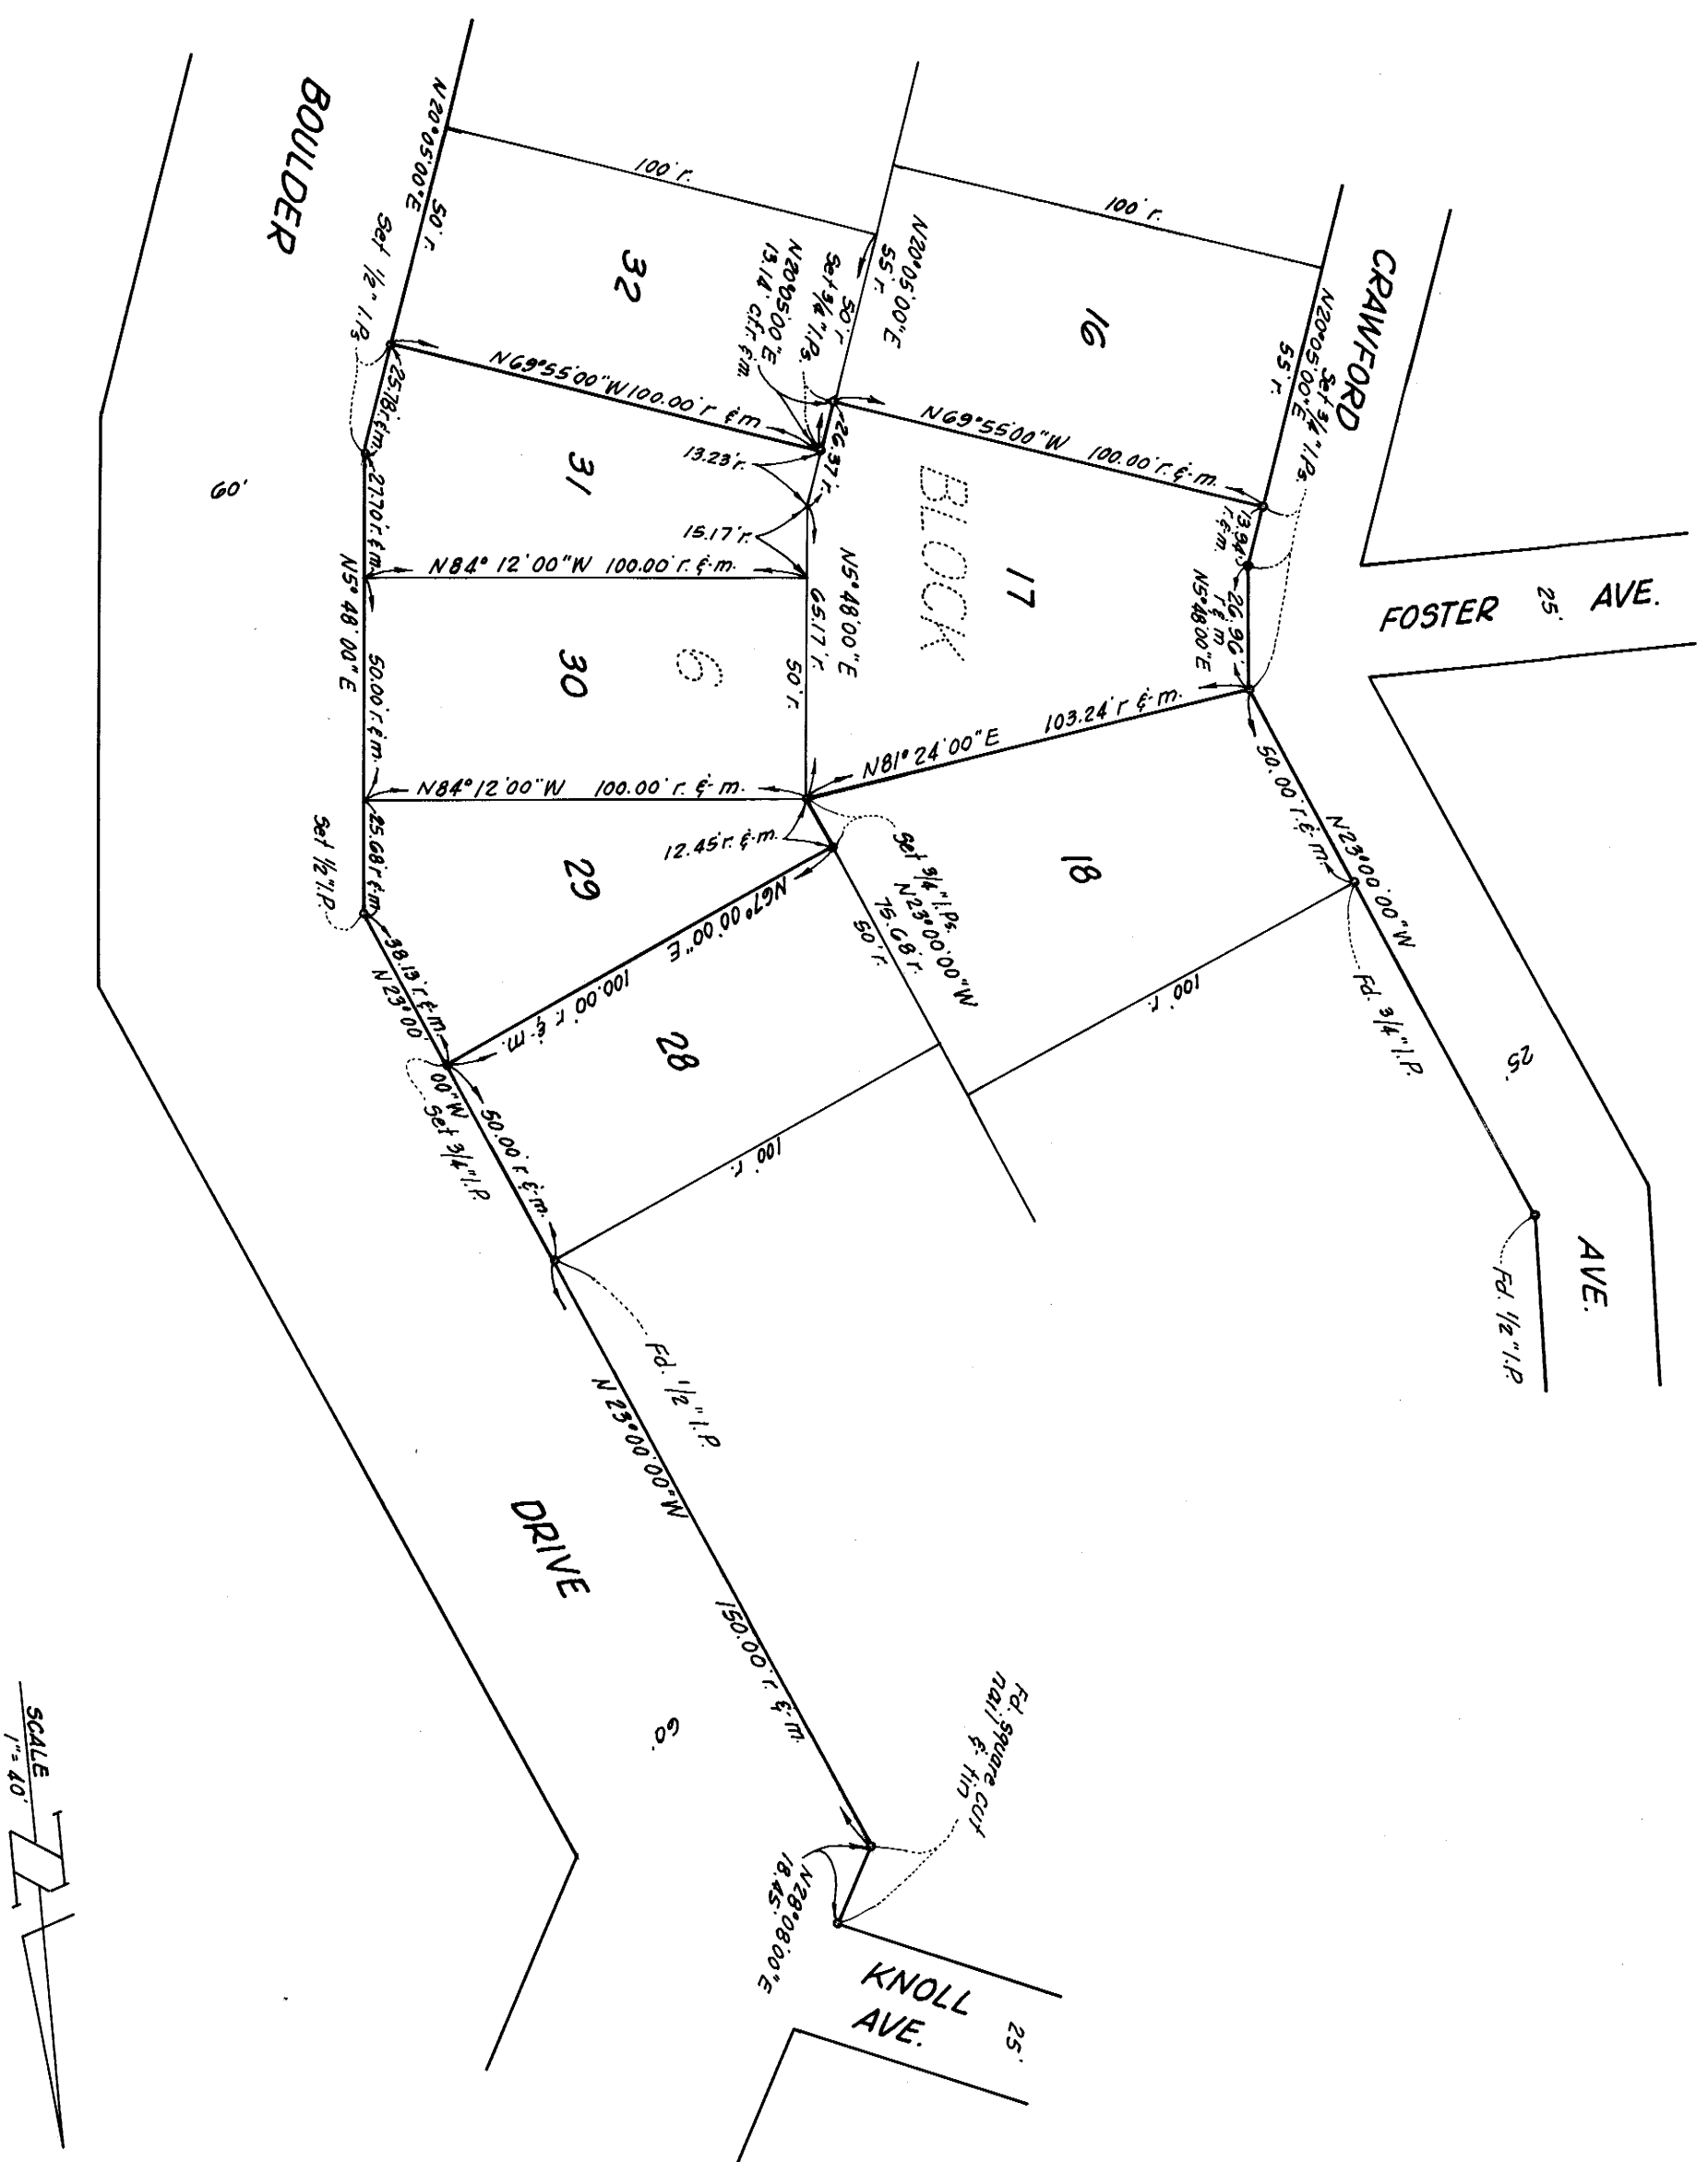 BOULDER
DRIVE
60'
60'
CRAWFORD
AVE.
25'
FOSTER 25' AVE.
KNOLL
AVE.
25'
BLOCK
6
16
17
18
28
29
30
31
32
N20°05'00"E 50' r.
Set 1/2" I.Ps
100' r.
100' r.
N20°05'00"E
55' r.
50' r
Set 3/4" I.Ps.
N20°05'00"E
13.14' cf.r. & m.
N20°05'00"E
55' r.
Set 3/4" I.Ps.
N69°55'00"W 100.00' r & m
N69°55'00"W 100.00' r. & m.
25.78' r. & m.
27.70' r. & m.
N5°48'00"E
13.23' r.
26.37' r.
15.17' r.
N5°48'00"E
65.17' r.
50' r.
13.94'
r. & m.
26.96'
r & m
N5°48'00"E
N84°12'00"W 100.00' r. & m.
50.00' r. & m.
N84°12'00"W 100.00' r. & m.
N81°24'00"E 103.24' r & m.
50.00' r. & m.
N23°00'00"W
Fd. 3/4" I.P.
12.45' r. & m.
Set 3/4" I.Ps.
N23°00'00"W
75.68' r.
50' r.
25.68' r & m
Set 1/2" I.P.
N67°00'00"E 100.00' r. & m.
38.13' r. & m.
N23°00'00"W
Set 3/4" I.P.
50.00' r. & m.
100' r.
100' r.
Fd. 1/2" I.P.
Fd. 1/2" I.P.
N23°00'00"W 150.00' r. & m.
Fd. square cut
nail & tin
N28°08'00"E
18.45'
SCALE
1"= 40'
N